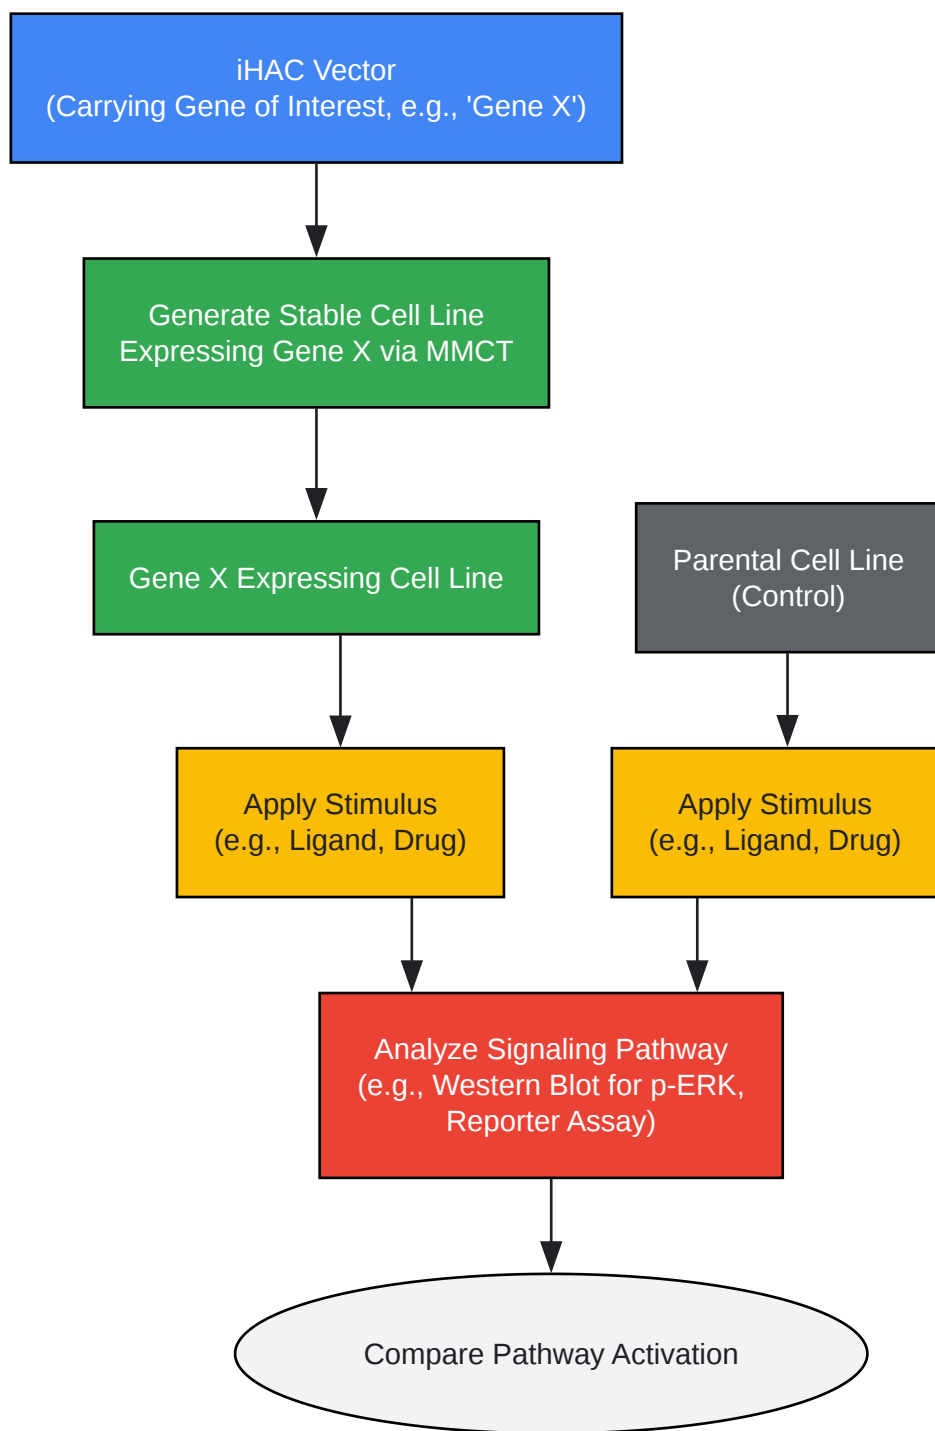 iHAC Vector
(Carrying Gene of Interest, e.g., 'Gene X')
Generate Stable Cell Line
Expressing Gene X via MMCT
Gene X Expressing Cell Line
Parental Cell Line
(Control)
Apply Stimulus
(e.g., Ligand, Drug)
Apply Stimulus
(e.g., Ligand, Drug)
Analyze Signaling Pathway
(e.g., Western Blot for p-ERK,
Reporter Assay)
Compare Pathway Activation